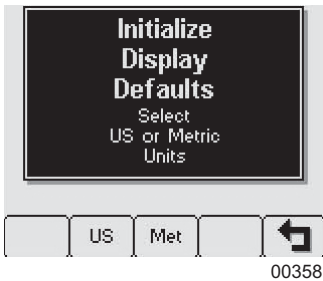 Initialize
Display
Defaults
Select
US or Metric
Units
US Met
00358